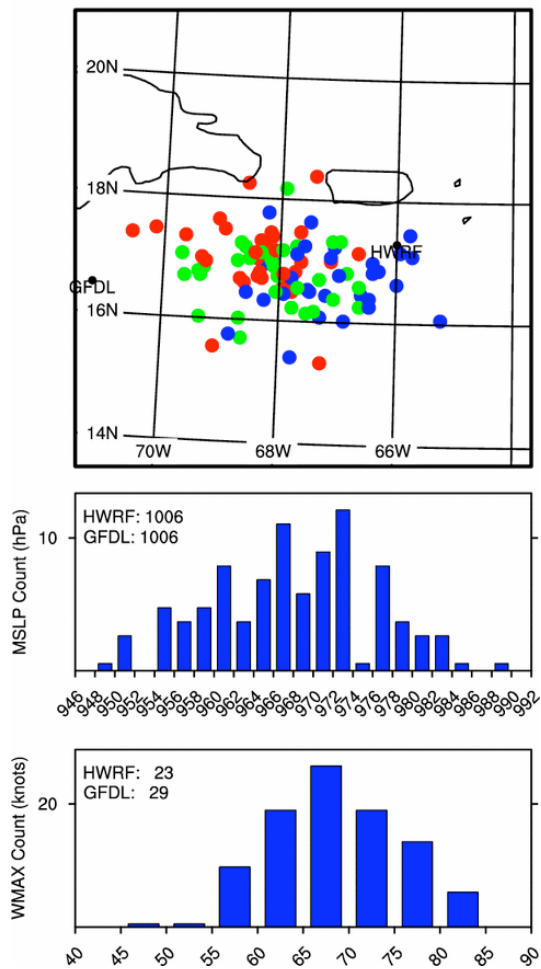 20N
18N
HWRF
GFDL
16N
14N
70W 68W 66W
MSLP Count (hPa)
HWRF: 1006
GFDL: 1006
10
946 948 950 952 954 956 958 960 962 964 966 968 970 972 974 976 978 980 982 984 986 988 990 992
WMAX Count (knots)
HWRF: 23
GFDL: 29
20
40 45 50 55 60 65 70 75 80 85 90